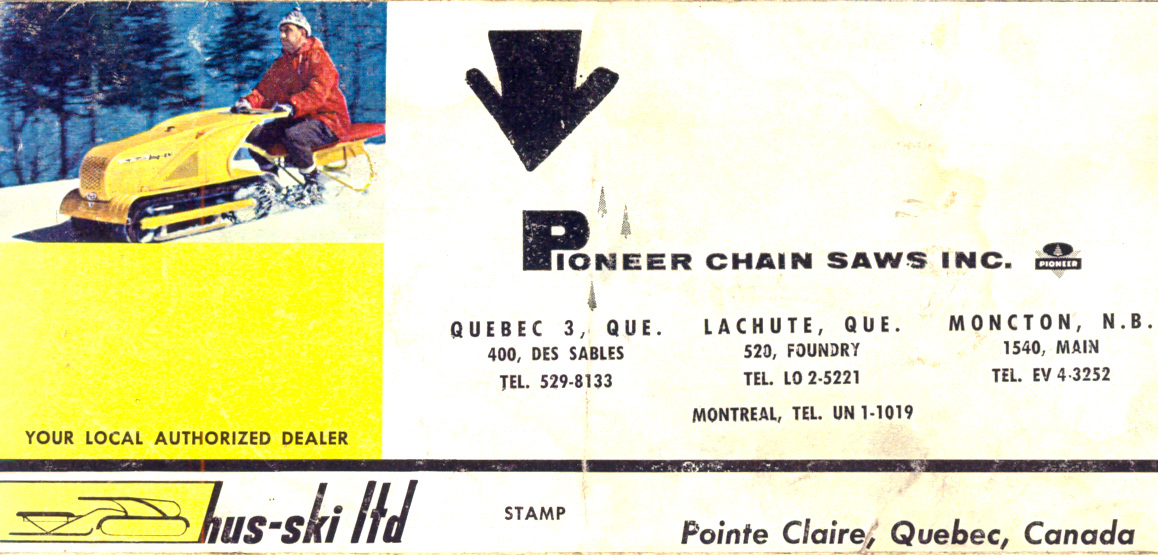 PIONEER CHAIN SAWS INC.
PIONEER
QUEBEC 3, QUE.
400, DES SABLES
TEL. 529-8133
LACHUTE, QUE.
520, FOUNDRY
TEL. LO 2-5221
MONCTON, N.B.
1540, MAIN
TEL. EV 4-3252
MONTREAL, TEL. UN 1-1019
YOUR LOCAL AUTHORIZED DEALER
hus-ski ltd
STAMP
Pointe Claire, Quebec, Canada